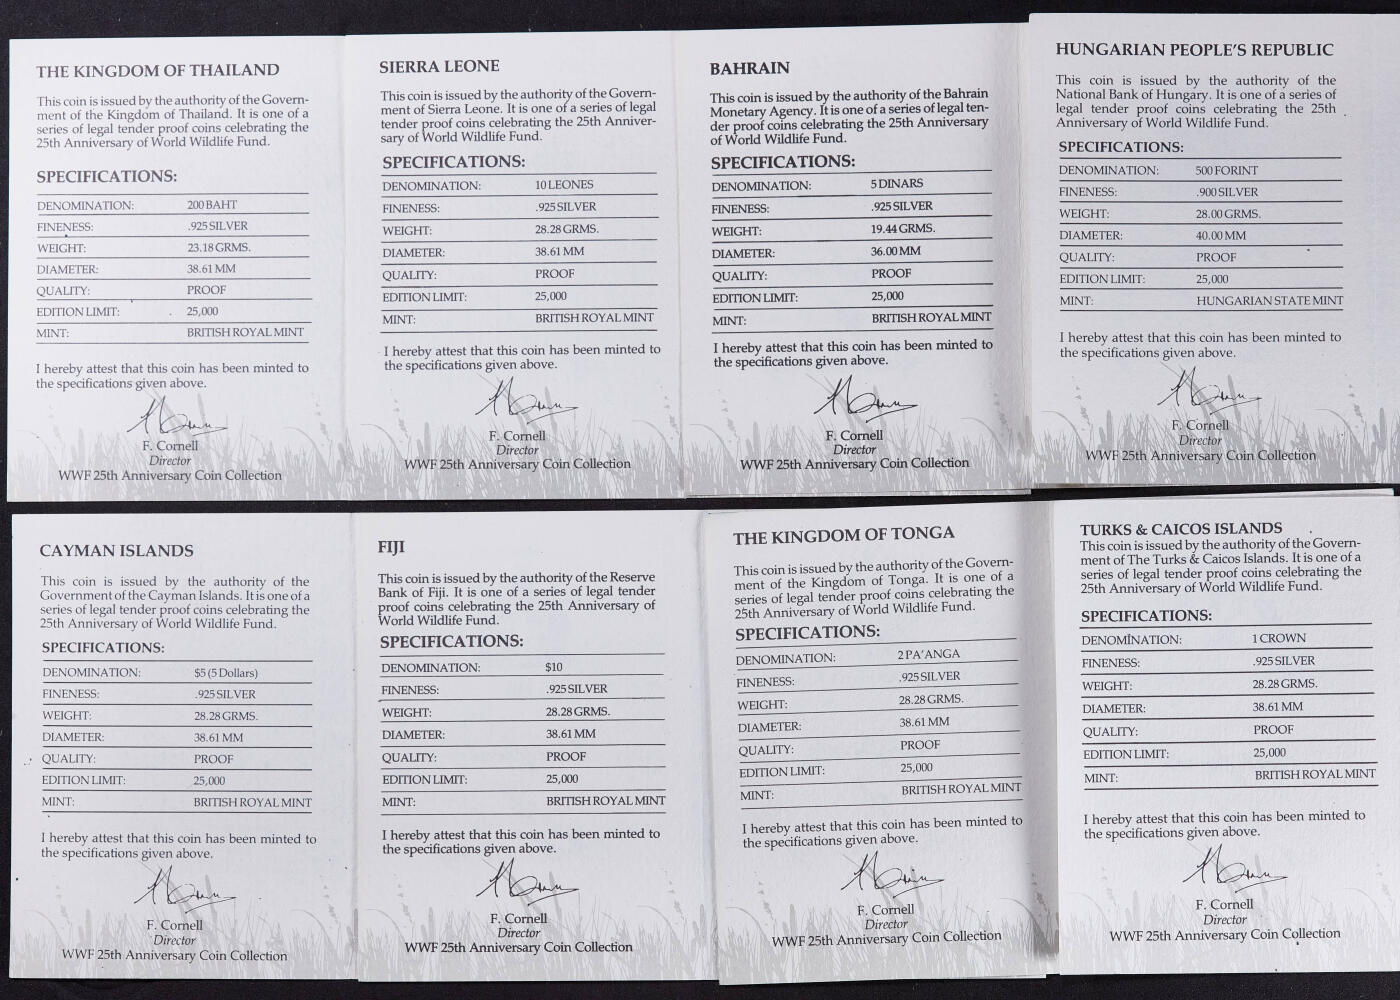 THE KINGDOM OF THAILAND
This coin is issued by the authority of the Govern-
ment of the Kingdom of Thailand. It is one of a
series of legal tender proof coins celebrating the
25th Anniversary of World Wildlife Fund.
SPECIFICATIONS:
DENOMINATION: 200 BAHT
FINENESS: .925 SILVER
WEIGHT: 23.18 GRMS.
DIAMETER: 38.61 MM
QUALITY: PROOF
EDITION LIMIT: 25,000
MINT: BRITISH ROYAL MINT
I hereby attest that this coin has been minted to
the specifications given above.
F. Cornell
Director
WWF 25th Anniversary Coin Collection
SIERRA LEONE
This coin is issued by the authority of the Govern-
ment of Sierra Leone. It is one of a series of legal
tender proof coins celebrating the 25th Anniver-
sary of World Wildlife Fund.
SPECIFICATIONS:
DENOMINATION: 10 LEONES
FINENESS: .925 SILVER
WEIGHT: 28.28 GRMS.
DIAMETER: 38.61 MM
QUALITY: PROOF
EDITION LIMIT: 25,000
MINT: BRITISH ROYAL MINT
I hereby attest that this coin has been minted to
the specifications given above.
F. Cornell
Director
WWF 25th Anniversary Coin Collection
BAHRAIN
This coin is issued by the authority of the Bahrain
Monetary Agency. It is one of a series of legal ten-
der proof coins celebrating the 25th Anniversary
of World Wildlife Fund.
SPECIFICATIONS:
DENOMINATION: 5 DINARS
FINENESS: .925 SILVER
WEIGHT: 19.44 GRMS.
DIAMETER: 36.00 MM
QUALITY: PROOF
EDITION LIMIT: 25,000
MINT: BRITISH ROYAL MINT
I hereby attest that this coin has been minted to
the specifications given above.
F. Cornell
Director
WWF 25th Anniversary Coin Collection
HUNGARIAN PEOPLE'S REPUBLIC
This coin is issued by the authority of the
National Bank of Hungary. It is one of a series of
legal tender proof coins celebrating the 25th
Anniversary of World Wildlife Fund.
SPECIFICATIONS:
DENOMINATION: 500 FORINT
FINENESS: .900 SILVER
WEIGHT: 28.00 GRMS.
DIAMETER: 40.00 MM
QUALITY: PROOF
EDITION LIMIT: 25,000
MINT: HUNGARIAN STATE MINT
I hereby attest that this coin has been minted to
the specifications given above.
F. Cornell
Director
WWF 25th Anniversary Coin Collection
CAYMAN ISLANDS
This coin is issued by the authority of the
Government of the Cayman Islands. It is one of a
series of legal tender proof coins celebrating the
25th Anniversary of World Wildlife Fund.
SPECIFICATIONS:
DENOMINATION: $5 (5 Dollars)
FINENESS: .925 SILVER
WEIGHT: 28.28 GRMS.
DIAMETER: 38.61 MM
QUALITY: PROOF
EDITION LIMIT: 25,000
MINT: BRITISH ROYAL MINT
I hereby attest that this coin has been minted to
the specifications given above.
F. Cornell
Director
WWF 25th Anniversary Coin Collection
FIJI
This coin is issued by the authority of the Reserve
Bank of Fiji. It is one of a series of legal tender
proof coins celebrating the 25th Anniversary of
World Wildlife Fund.
SPECIFICATIONS:
DENOMINATION: $10
FINENESS: .925 SILVER
WEIGHT: 28.28 GRMS.
DIAMETER: 38.61 MM
QUALITY: PROOF
EDITION LIMIT: 25,000
MINT: BRITISH ROYAL MINT
I hereby attest that this coin has been minted to
the specifications given above.
F. Cornell
Director
WWF 25th Anniversary Coin Collection
THE KINGDOM OF TONGA
This coin is issued by the authority of the Govern-
ment of the Kingdom of Tonga. It is one of a
series of legal tender proof coins celebrating the
25th Anniversary of World Wildlife Fund.
SPECIFICATIONS:
DENOMINATION: 2 PA'ANGA
FINENESS: .925 SILVER
WEIGHT: 28.28 GRMS.
DIAMETER: 38.61 MM
QUALITY: PROOF
EDITION LIMIT: 25,000
MINT: BRITISH ROYAL MINT
I hereby attest that this coin has been minted to
the specifications given above.
F. Cornell
Director
WWF 25th Anniversary Coin Collection
TURKS & CAICOS ISLANDS
This coin is issued by the authority of the Govern-
ment of The Turks & Caicos Islands. It is one of a
series of legal tender proof coins celebrating the
25th Anniversary of World Wildlife Fund.
SPECIFICATIONS:
DENOMINATION: 1 CROWN
FINENESS: .925 SILVER
WEIGHT: 28.28 GRMS.
DIAMETER: 38.61 MM
QUALITY: PROOF
EDITION LIMIT: 25,000
MINT: BRITISH ROYAL MINT
I hereby attest that this coin has been minted to
the specifications given above.
F. Cornell
Director
WWF 25th Anniversary Coin Collection